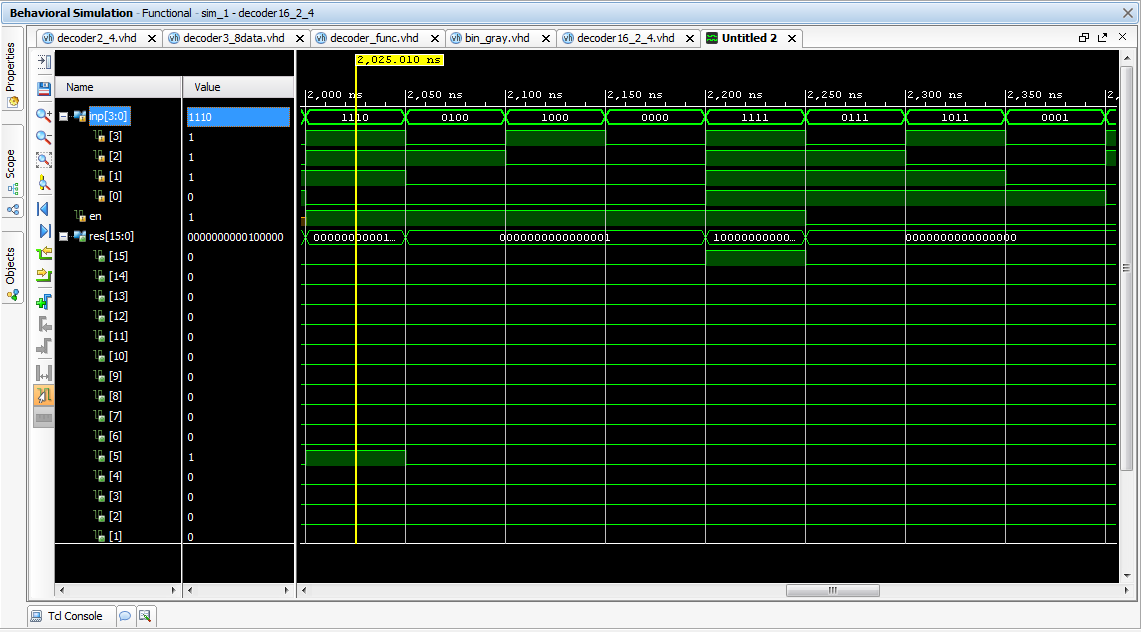 Behavioral Simulation - Functional - sim_1 - decoder16_2_4
decoder2_4.vhd decoder3_8data.vhd decoder_func.vhd bin_gray.vhd decoder16_2_4.vhd Untitled 2
Properties
Scope
Objects
2,025.010 ns
Name Value
2,000 ns 2,050 ns 2,100 ns 2,150 ns 2,200 ns 2,250 ns 2,300 ns 2,350 ns 2,
inp[3:0] 1110 1110 0100 1000 0000 1111 0111 1011 0001
[3] 1
[2] 1
[1] 1
[0] 0
en 1
res[15:0] 0000000000100000 00000000001... 0000000000000001 10000000000... 0000000000000000
[15] 0
[14] 0
[13] 0
[12] 0
[11] 0
[10] 0
[9] 0
[8] 0
[7] 0
[6] 0
[5] 1
[4] 0
[3] 0
[2] 0
[1] 0
Tcl Console